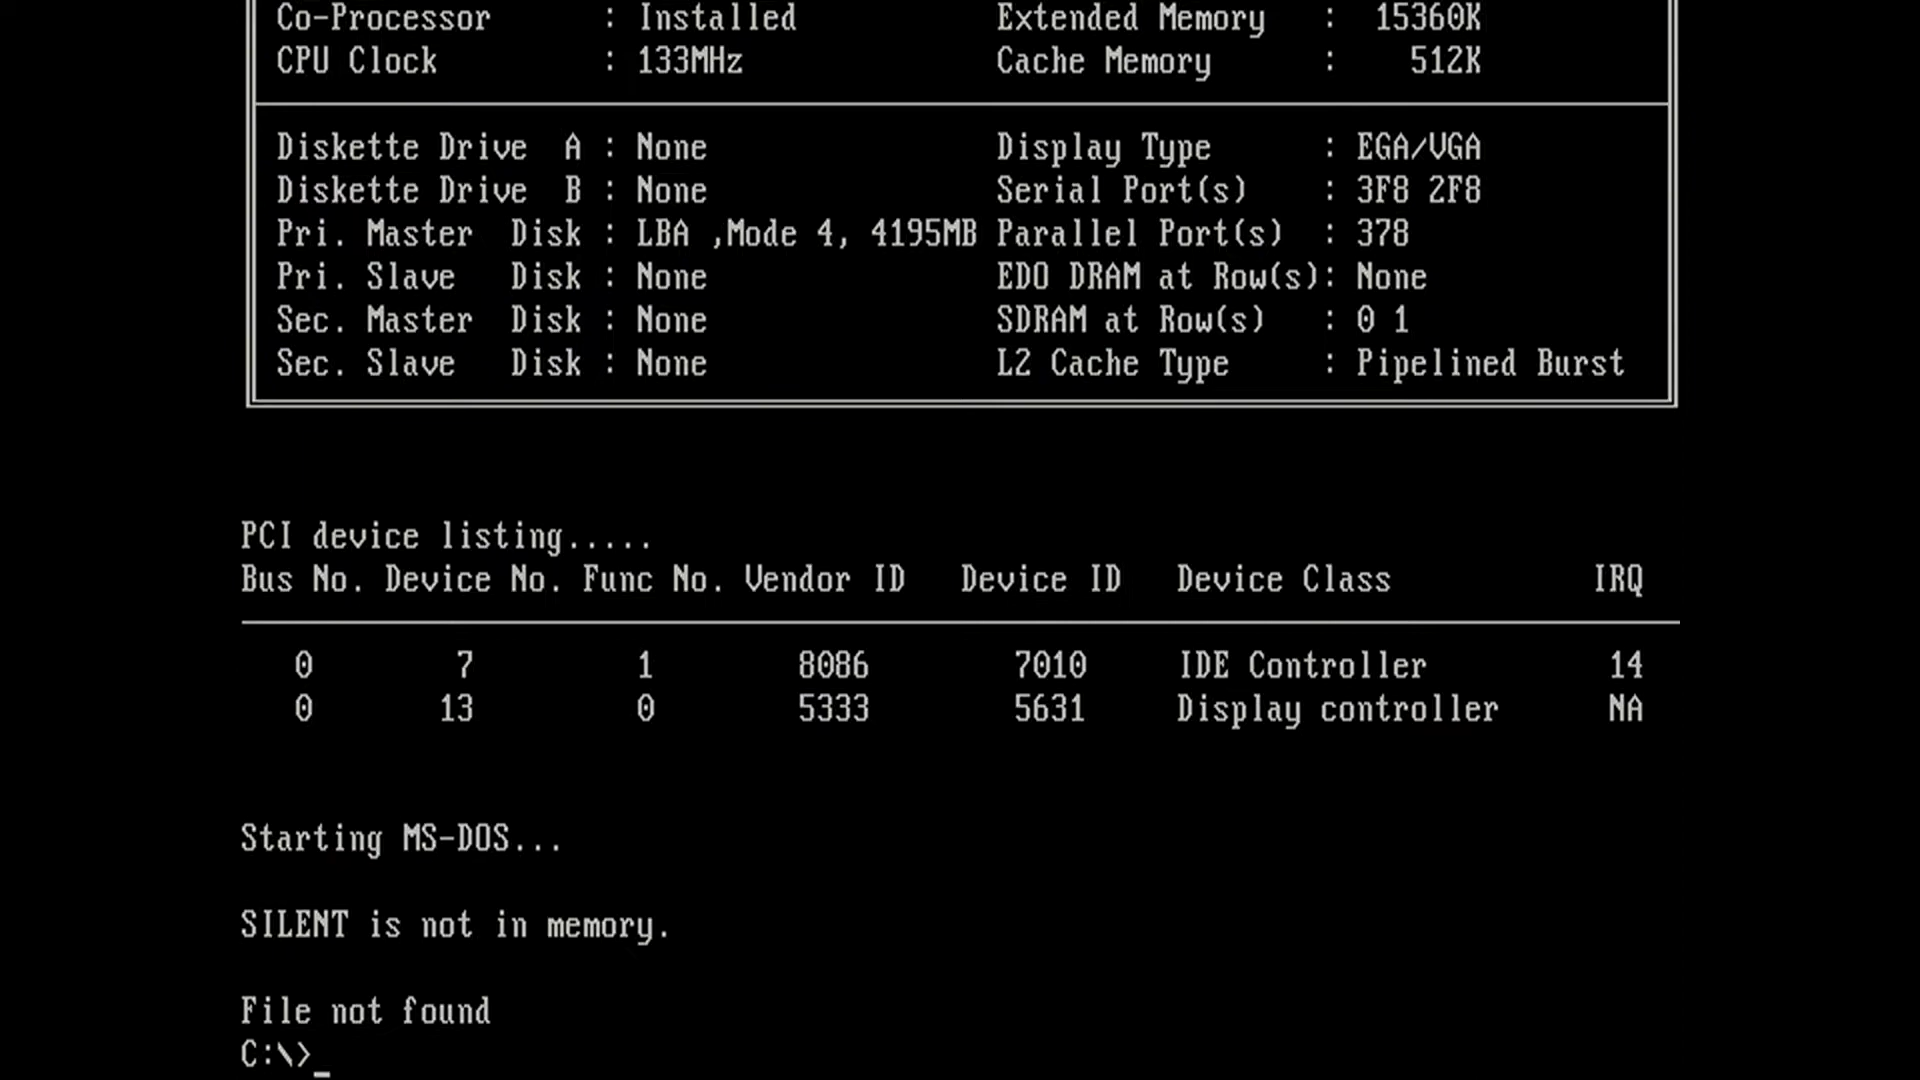 Co-Processor : Installed Extended Memory : 15360K
CPU Clock : 133MHz Cache Memory : 512K
Diskette Drive A : None Display Type : EGA/VGA
Diskette Drive B : None Serial Port(s) : 3F8 2F8
Pri. Master Disk : LBA ,Mode 4, 4195MB Parallel Port(s) : 378
Pri. Slave Disk : None EDO DRAM at Row(s): None
Sec. Master Disk : None SDRAM at Row(s) : 0 1
Sec. Slave Disk : None L2 Cache Type : Pipelined Burst
PCI device listing.....
Bus No. Device No. Func No. Vendor ID Device ID Device Class IRQ
0 7 1 8086 7010 IDE Controller 14
0 13 0 5333 5631 Display controller NA
Starting MS-DOS...
SILENT is not in memory.
File not found
C:\>_